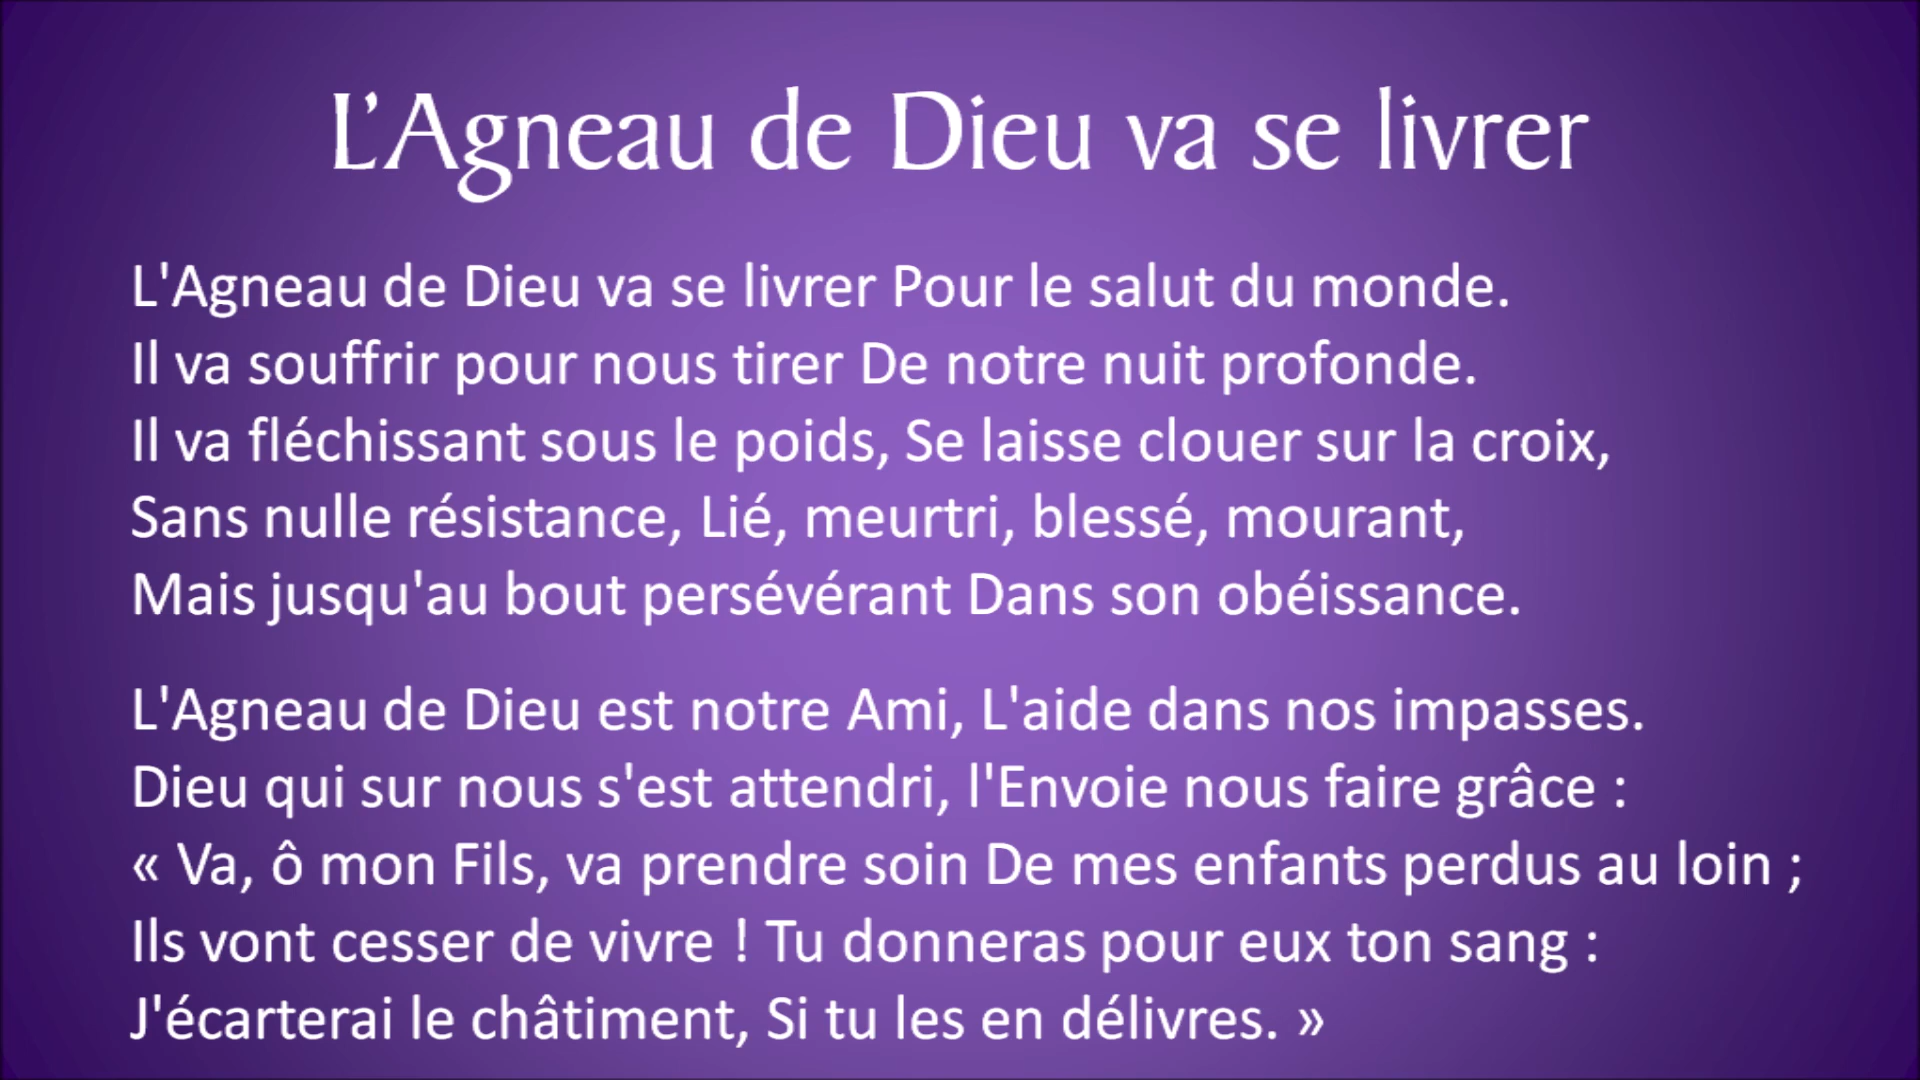 L'Agneau de Dieu va se livrer
L'Agneau de Dieu va se livrer Pour le salut du monde.
Il va souffrir pour nous tirer De notre nuit profonde.
Il va fléchissant sous le poids, Se laisse clouer sur la croix,
Sans nulle résistance, Lié, meurtri, blessé, mourant,
Mais jusqu'au bout persévérant Dans son obéissance.
L'Agneau de Dieu est notre Ami, L'aide dans nos impasses.
Dieu qui sur nous s'est attendri, l'Envoie nous faire grâce :
« Va, ô mon Fils, va prendre soin De mes enfants perdus au loin ;
Ils vont cesser de vivre ! Tu donneras pour eux ton sang :
J'écarterai le châtiment, Si tu les en délivres. »